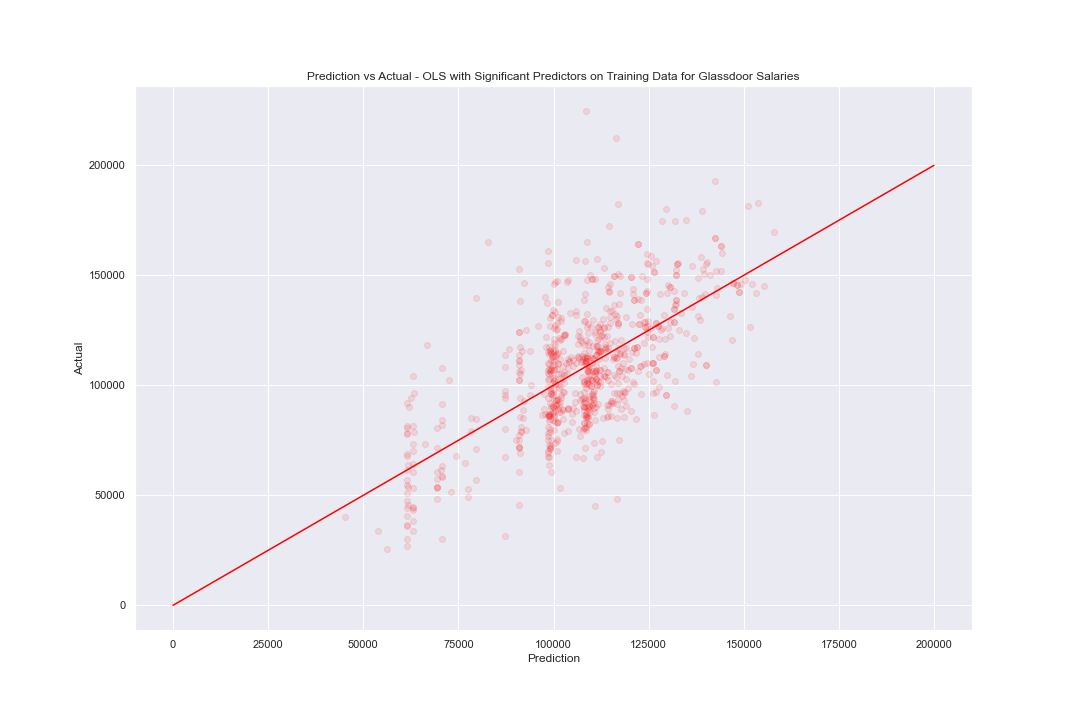 Prediction vs Actual - OLS with Significant Predictors on Training Data for Glassdoor Salaries
200000
150000
100000
50000
0
Actual
0 25000 50000 75000 100000 125000 150000 175000 200000
Prediction